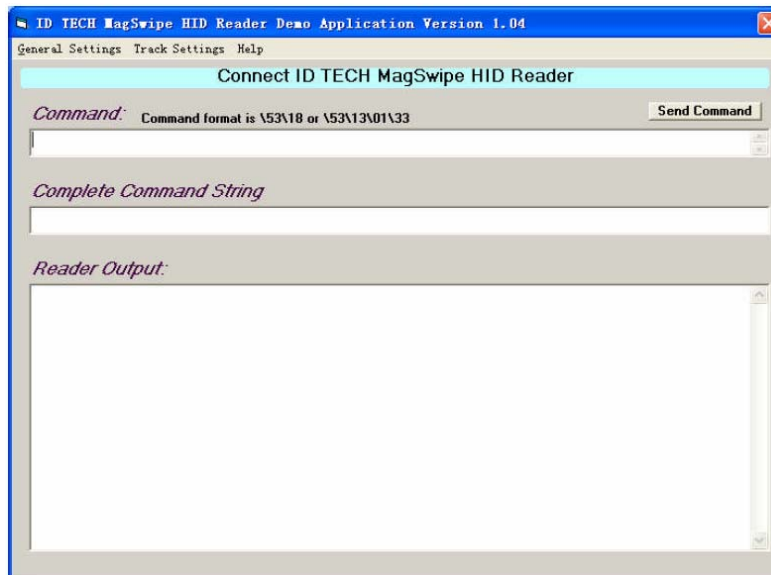 ID TECH MagSwipe HID Reader Demo Application Version 1.04
General Settings Track Settings Help
Connect ID TECH MagSwipe HID Reader
Command: Command format is \53\18 or \53\13\01\33 Send Command
Complete Command String
Reader Output: